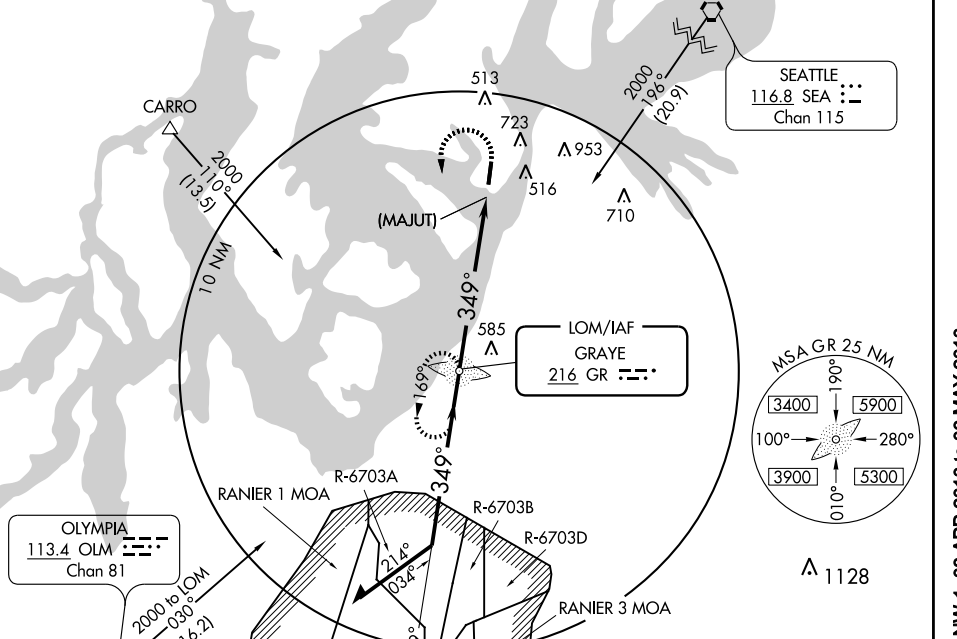 513
SEATTLE
116.8 SEA
Chan 115
2000
196°
(20.9)
CARRO
2000
110°
(13.5)
723
953
516
710
(MAJUT)
10 NM
349°
585
LOM/IAF
GRAYE
216 GR
169°
MSA GR 25 NM
190°
3400
5900
100°
280°
3900
5300
010°
349°
R-6703A
RANIER 1 MOA
R-6703B
R-6703D
OLYMPIA
113.4 OLM
Chan 81
214°
034°
2000 to LOM
030°
16.2)
RANIER 3 MOA
1128